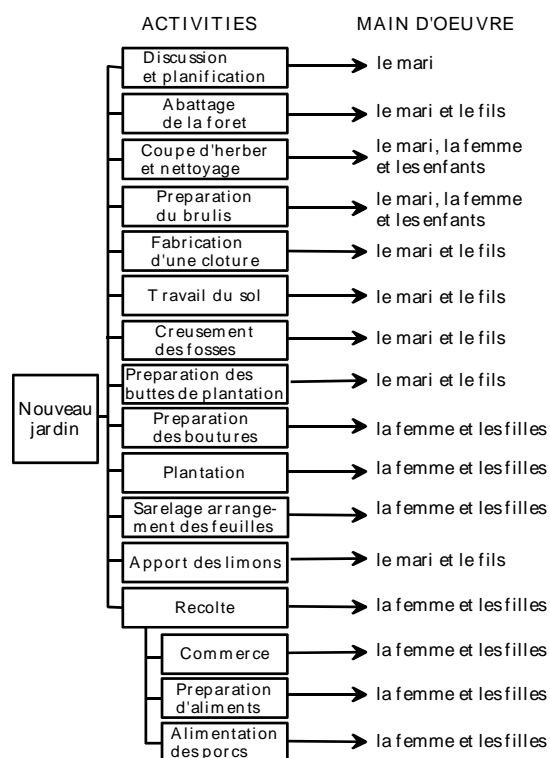 ACTIVITIES MAIN D'OEUVRE
Discussion
et planification
le mari
Abattage
de la foret
le mari et le fils
Coupe d'herber
et nettoyage
le mari, la femme
et les enfants
Preparation
du brulis
le mari, la femme
et les enfants
Fabrication
d'une cloture
le mari et le fils
Travail du sol
le mari et le fils
Creusement
des fosses
le mari et le fils
Preparation des
buttes de plantation
le mari et le fils
Nouveau
jardin
Preparation
des boutures
la femme et les filles
Plantation
la femme et les filles
Sarelage arrange-
ment des feuilles
la femme et les filles
Apport des limons
le mari et le fils
Recolte
la femme et les filles
Commerce
la femme et les filles
Preparation
d'aliments
la femme et les filles
Alimentation
des porcs
la femme et les filles